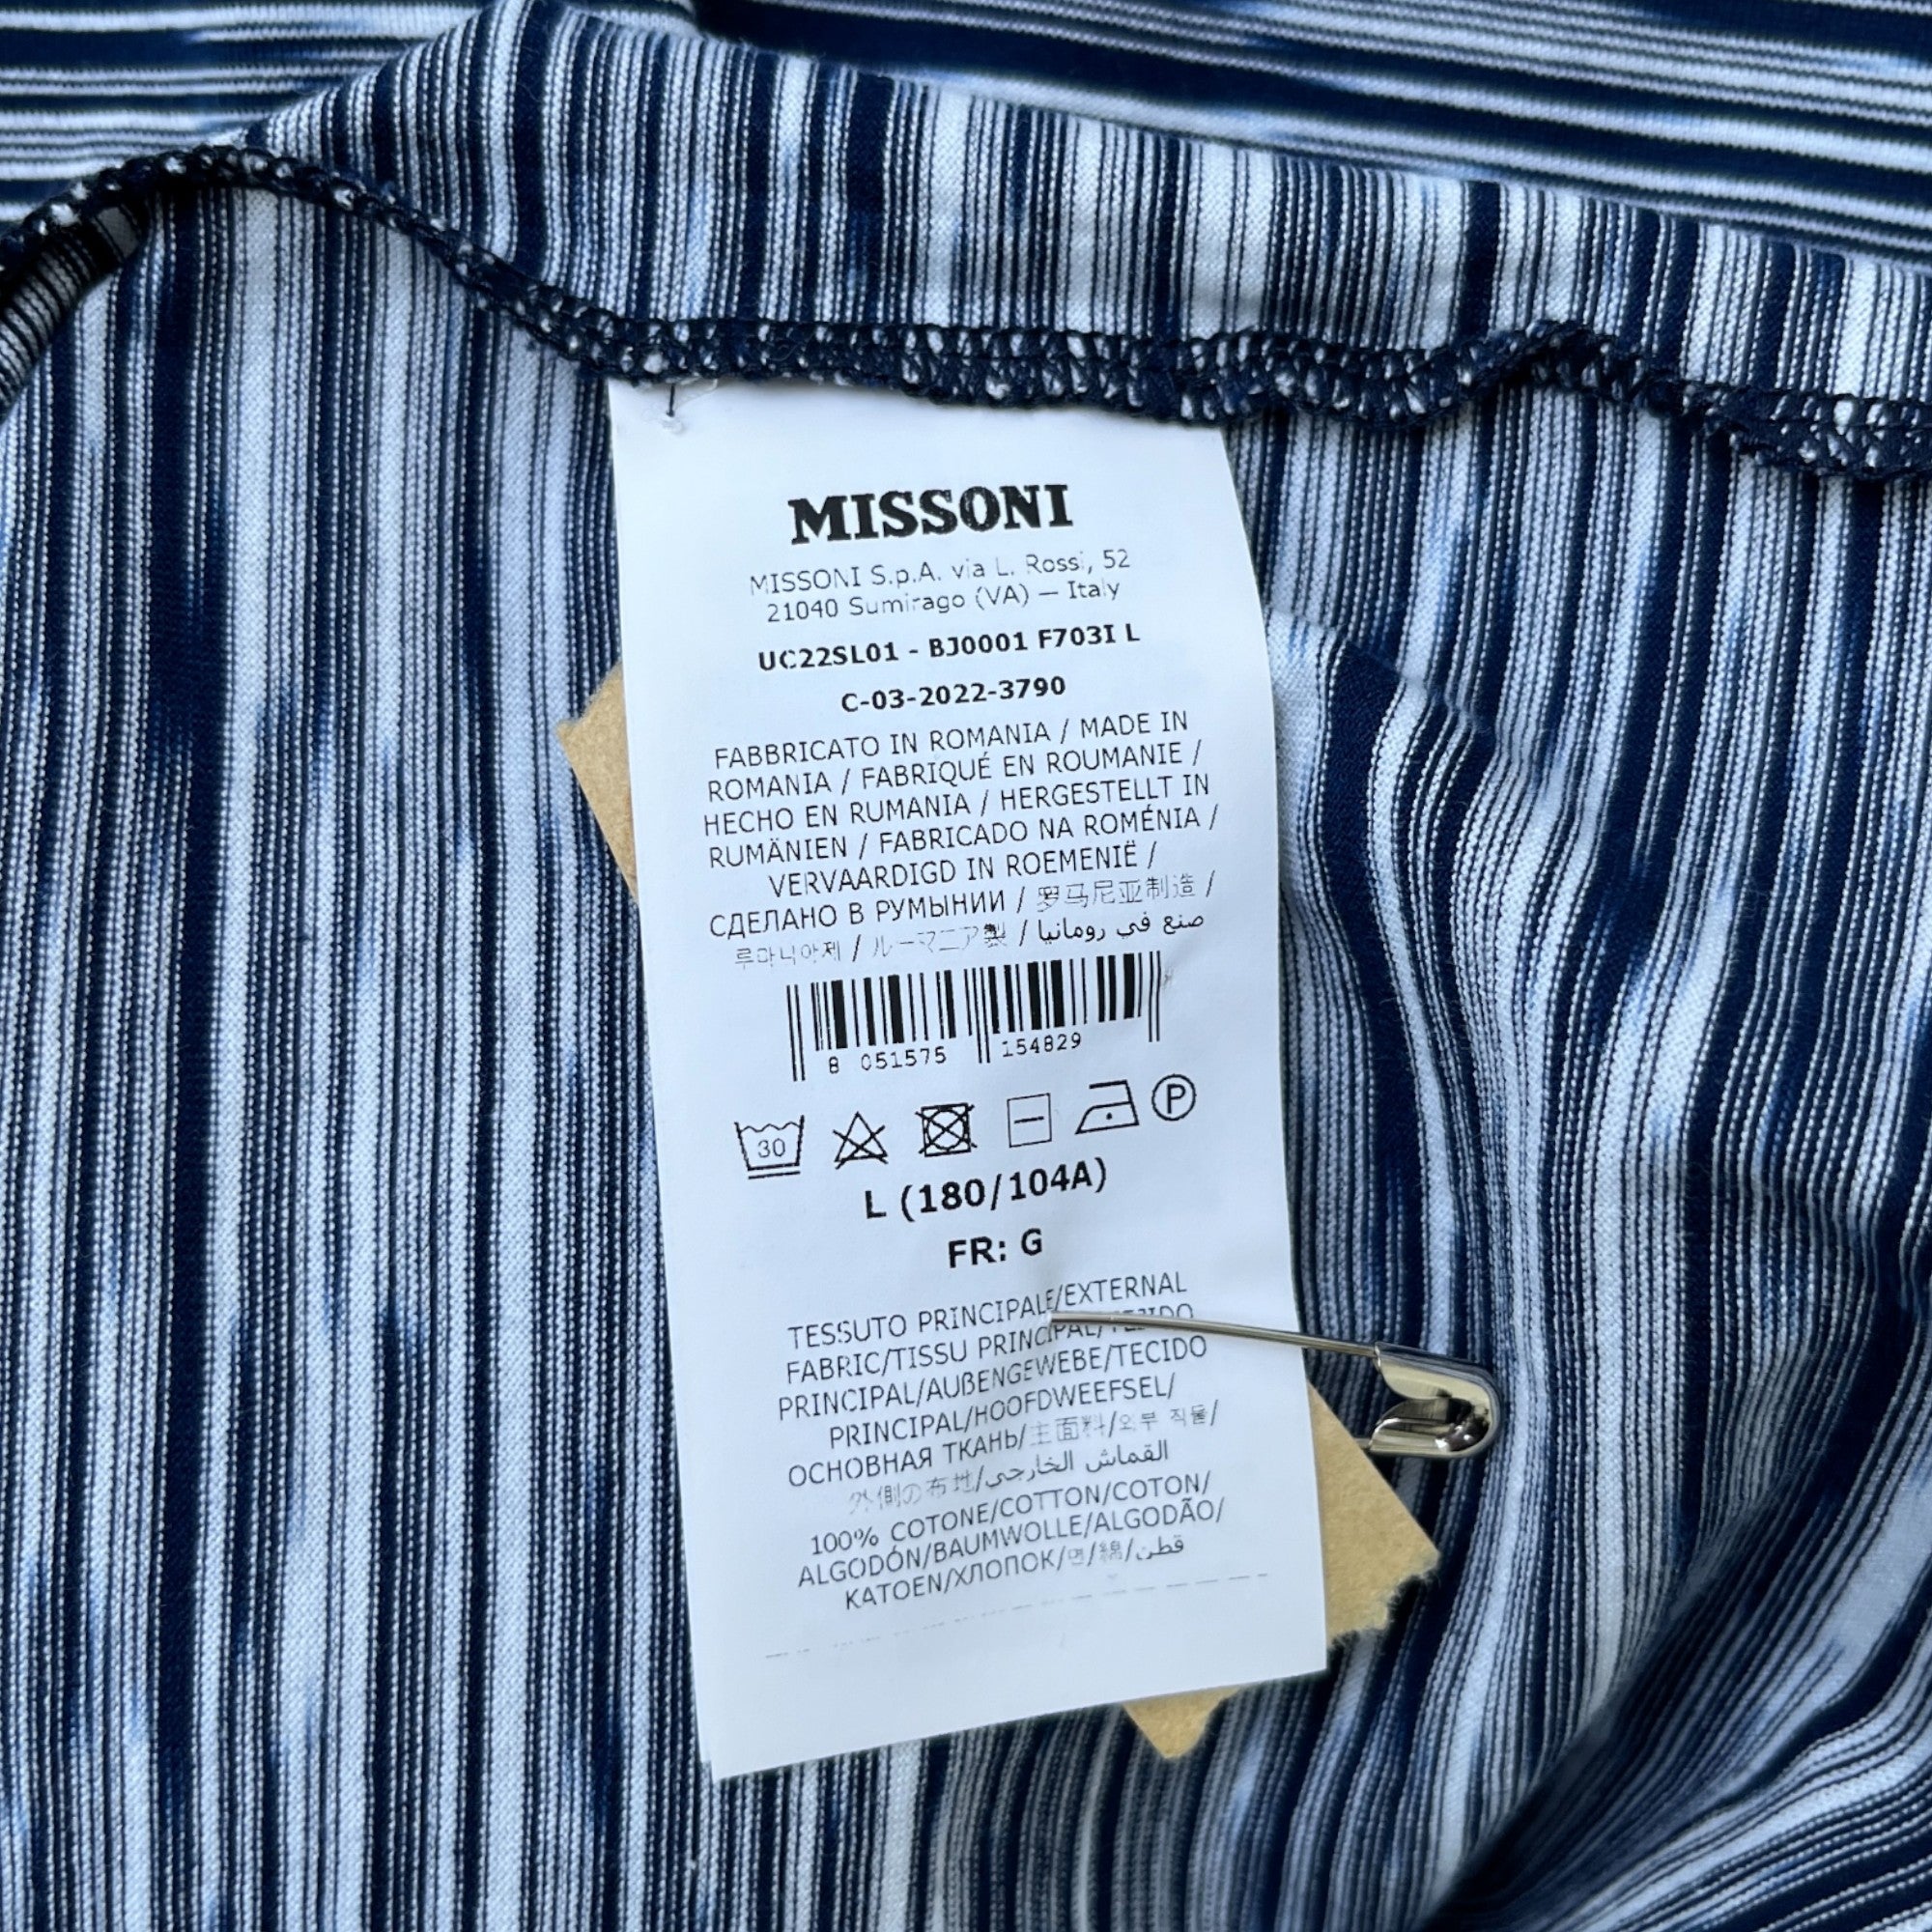 MISSONI
MISSONI S.p.A. via L. Rossi, 52
21040 Sumirago (VA) — Italy
UC22SL01 - BJ0001 F703I L
C-03-2022-3790
FABBRICATO IN ROMANIA / MADE IN
ROMANIA / FABRIQUÉ EN ROUMANIE /
HECHO EN RUMANIA / HERGESTELLT IN
RUMÄNIEN / FABRICADO NA ROMÉNIA /
VERVAARDIGD IN ROEMENIË /
СДЕЛАНО В РУМЫНИИ / 罗马尼亚制造 /
루마니아제 / ルーマニア製 / صنع في رومانيا
8 051575 154829
30 P
L (180/104A)
FR: G
TESSUTO PRINCIPALE/EXTERNAL
FABRIC/TISSU PRINCIPAL/TEJIDO
PRINCIPAL/AUßENGEWEBE/TECIDO
PRINCIPAL/HOOFDWEEFSEL/
ОСНОВНАЯ ТКАНЬ/主面料/외부 직물/
外側の布地/القماش الخارجي
100% COTONE/COTTON/COTON/
ALGODÓN/BAUMWOLLE/ALGODÃO/
KATOEN/ХЛОПОК/면/綿/قطن